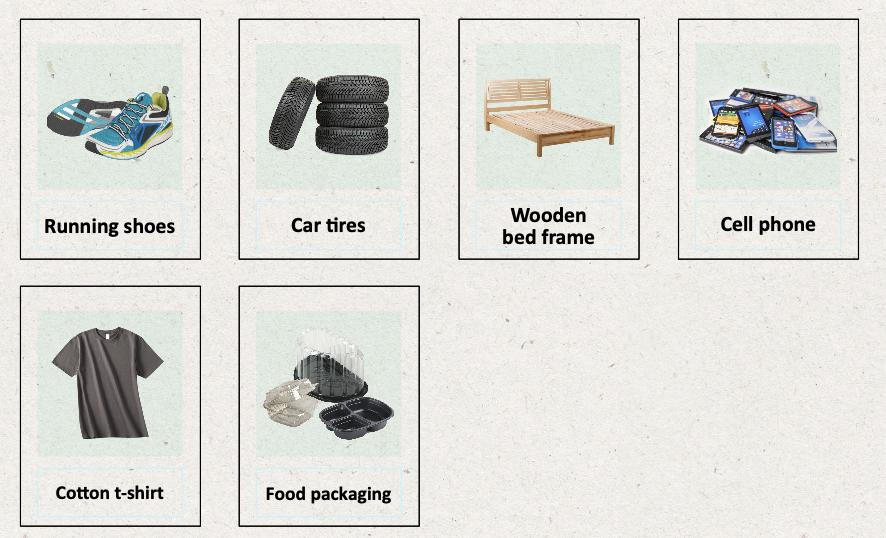 Running shoes
Car tires
Wooden
bed frame
Cell phone
Cotton t-shirt
Food packaging